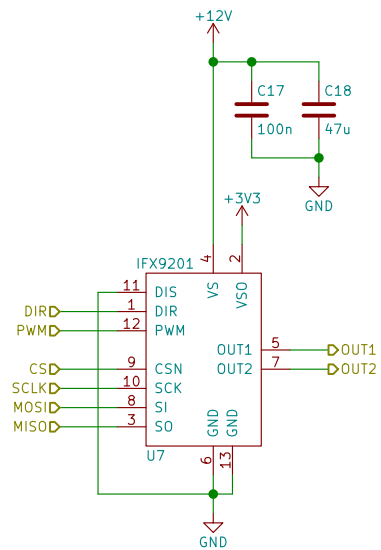 +12V
C17
C18
100n
47u
GND
+3V3
4
2
IFX9201
VS
VSO
11
DIS
DIR
1
DIR
PWM
12
PWM
OUT1
5
OUT1
CS
9
CSN
OUT2
7
OUT2
SCLK
10
SCK
MOSI
8
SI
MISO
3
SO
GND
GND
U7
6
13
GND